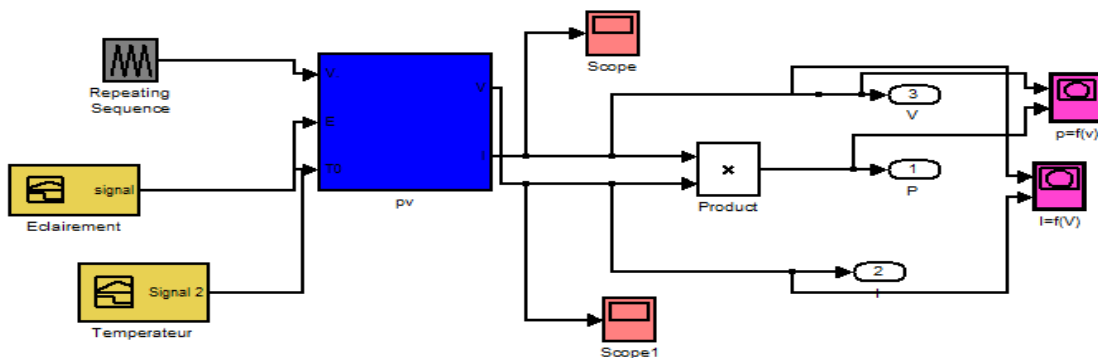 Repeating
Sequence
signal
Eclairement
Signal 2
Temperateur
V.
E
T0
V
I
pv
Scope
Scope1
×
Product
3
V
1
P
2
I
p=f(v)
I=f(V)